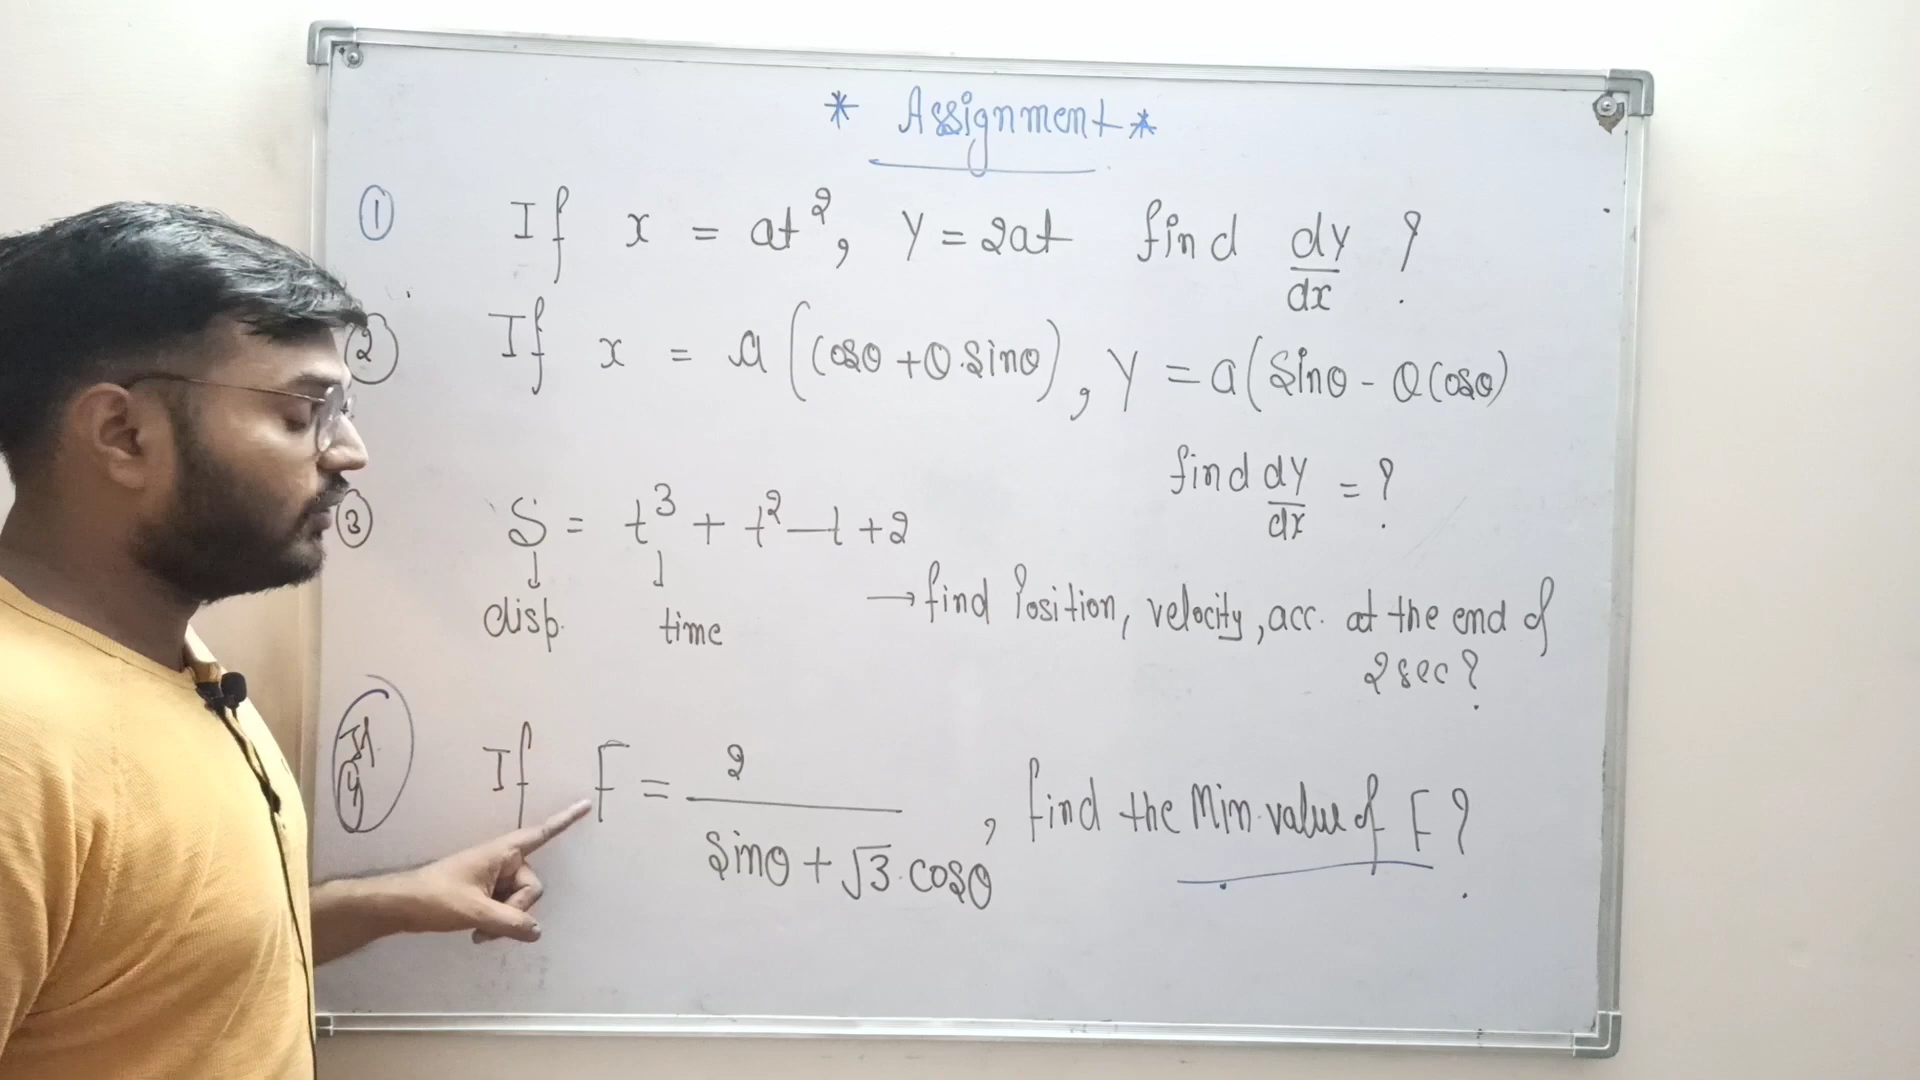 * Assignment *
① If x = at², y = 2at find dy/dx ?
② If x = a(cosθ + θ.sinθ), y = a(sinθ - θcosθ)
find dy/dx = ?
③ S = t³ + t² - t + 2
↓ ↓
disp. time
→ find Position, velocity, acc. at the end of
2 sec ?
④ If F = 2/(sinθ + √3.cosθ), find the Min. value of F ?